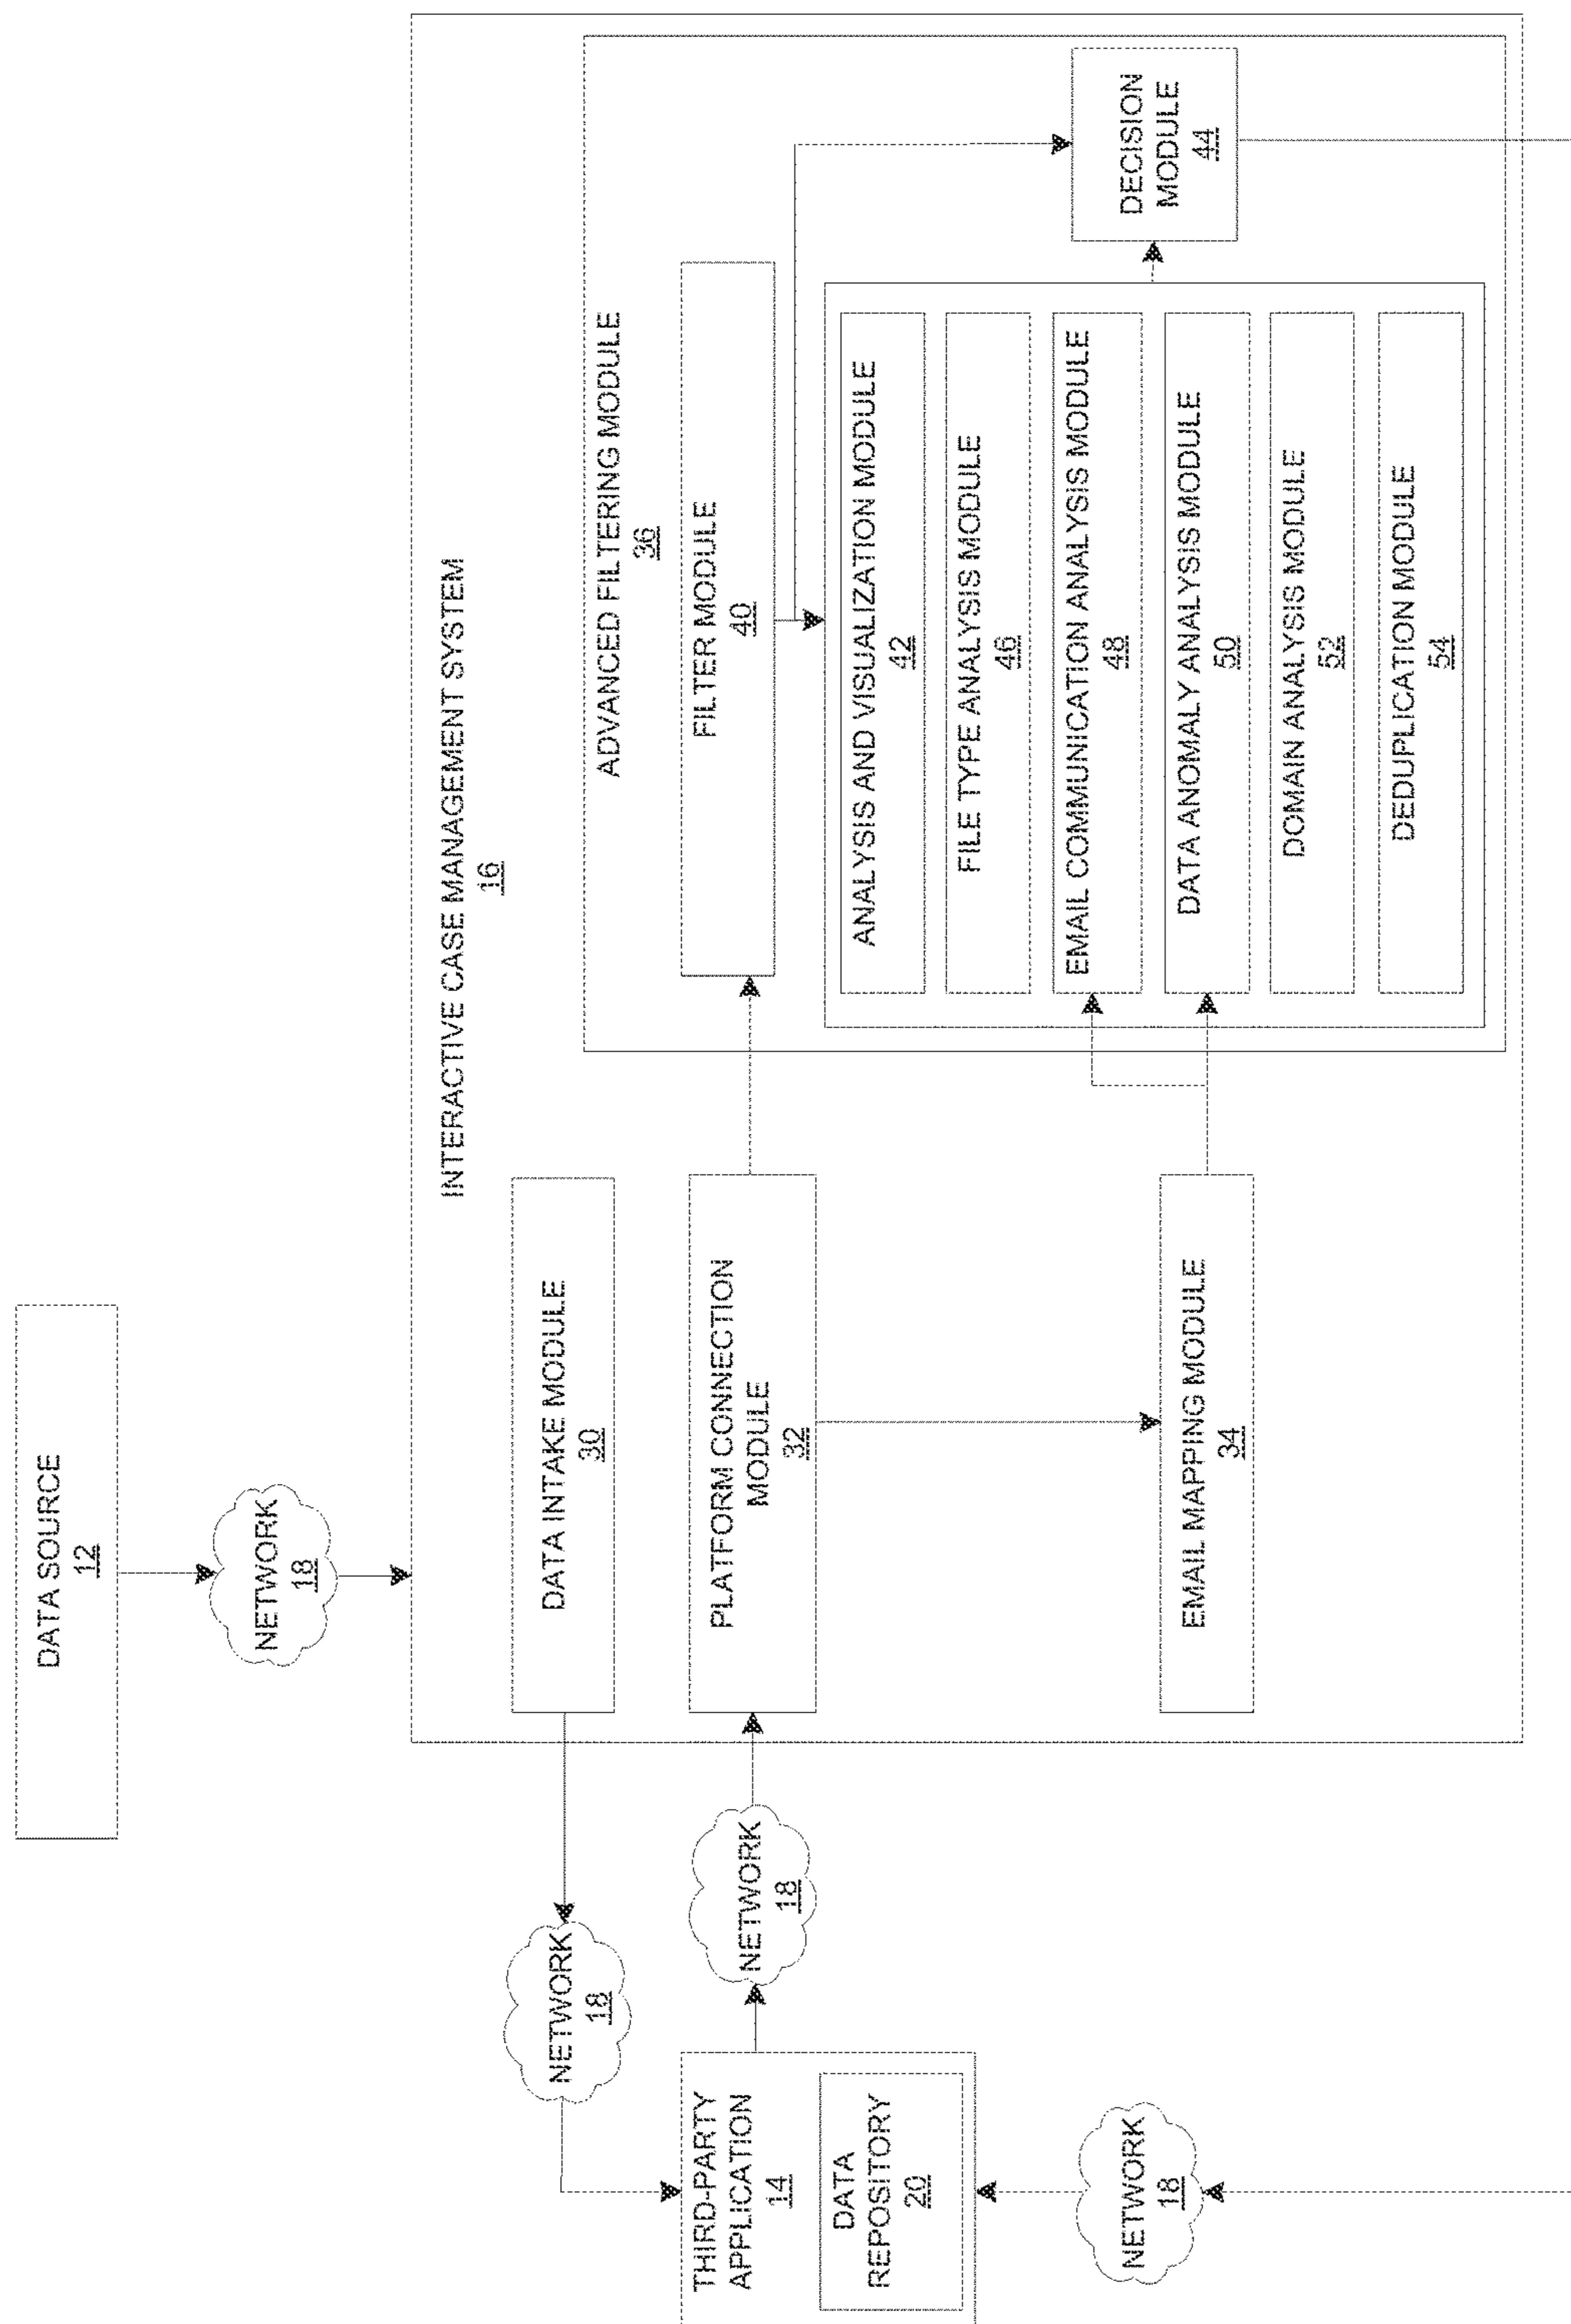 DATA SOURCE
12
NETWORK
18
INTERACTIVE CASE MANAGEMENT SYSTEM
16
DATA INTAKE MODULE
30
NETWORK
18
THIRD-PARTY
APPLICATION
14
DATA
REPOSITORY
20
NETWORK
18
PLATFORM CONNECTION
MODULE
32
EMAIL MAPPING MODULE
34
ADVANCED FILTERING MODULE
36
FILTER MODULE
40
ANALYSIS AND VISUALIZATION MODULE
42
FILE TYPE ANALYSIS MODULE
46
EMAIL COMMUNICATION ANALYSIS MODULE
48
DATA ANOMALY ANALYSIS MODULE
50
DOMAIN ANALYSIS MODULE
52
DEDUPLICATION MODULE
54
DECISION
MODULE
44
NETWORK
18